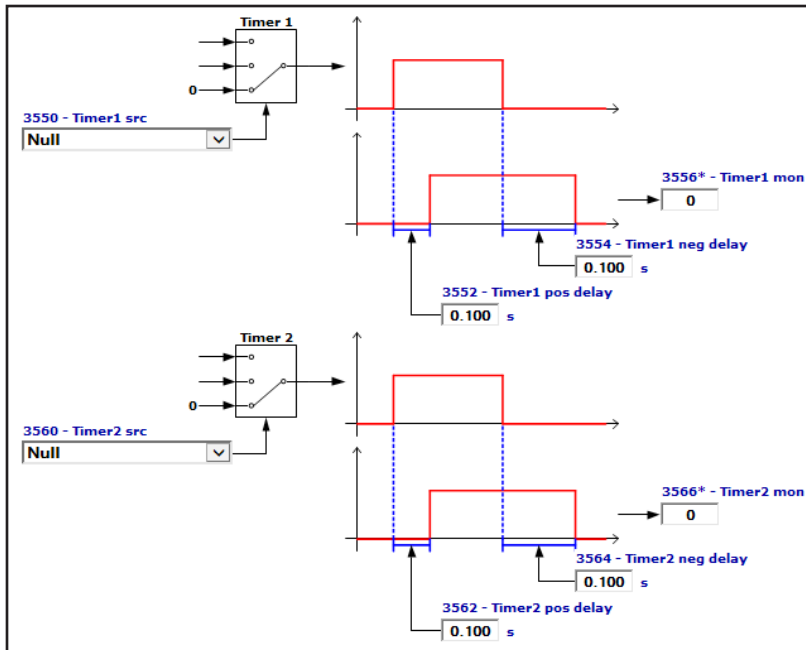 Timer 1
0
3550 - Timer1 src
Null
3556* - Timer1 mon
0
3554 - Timer1 neg delay
0.100 s
3552 - Timer1 pos delay
0.100 s
Timer 2
0
3560 - Timer2 src
Null
3566* - Timer2 mon
0
3564 - Timer2 neg delay
0.100 s
3562 - Timer2 pos delay
0.100 s